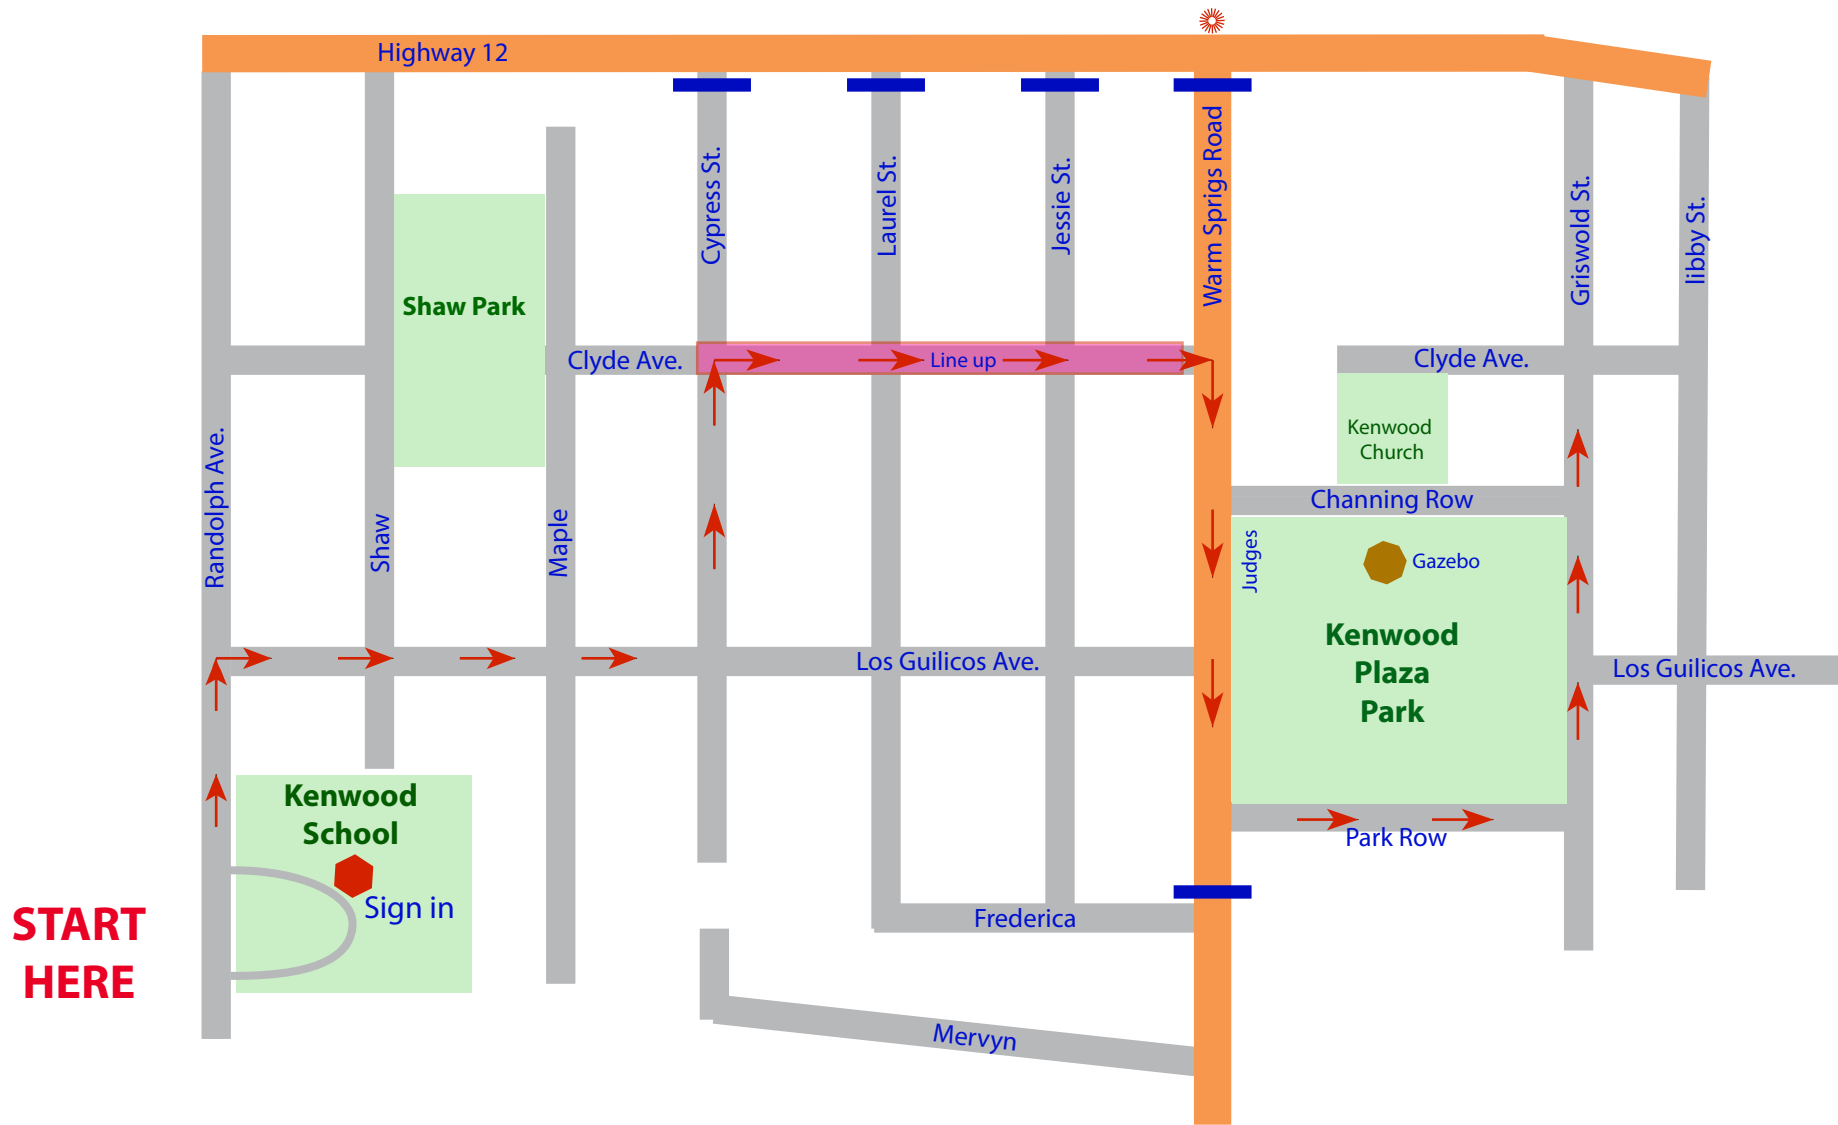 Highway 12
Cypress St.
Laurel St.
Jessie St.
Warm Sprigs Road
Griswold St.
libby St.
Shaw Park
Clyde Ave.
Line up
Clyde Ave.
Kenwood
Church
Randolph Ave.
Shaw
Maple
Channing Row
Judges
Gazebo
Kenwood
Plaza
Park
Los Guilicos Ave.
Los Guilicos Ave.
Kenwood
School
Sign in
Park Row
START
HERE
Frederica
Mervyn